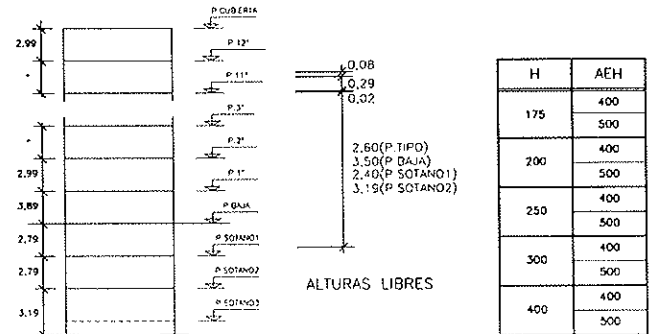 P.CUBIERTA
2.99
P.12ª
P.11ª
P.3ª
P.2ª
2.99
P.1ª
3.89
P.BAJA
2.79
P.SOTANO1
2.79
P.SOTANO2
3.19
P.SOTANO3
0,08
0,29
0,02
2,60(P.TIPO)
3,50(P BAJA)
2,40(P SOTANO1)
3,19(P SOTANO2)
ALTURAS LIBRES
H AEH
175 400
500
200 400
500
250 400
500
300 400
500
400 400
500